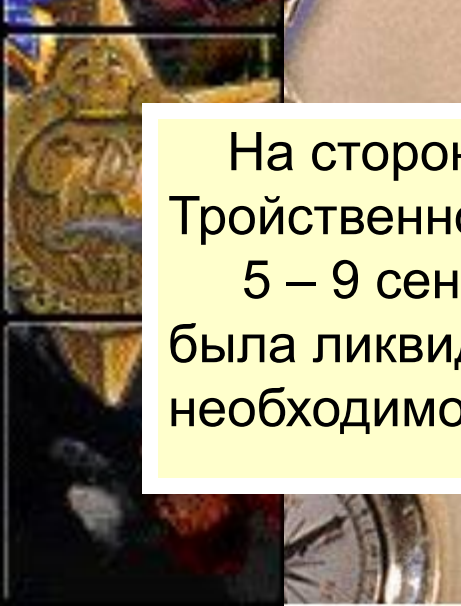 На сторон
Тройственно
5 – 9 сен
была ликвид
необходимо